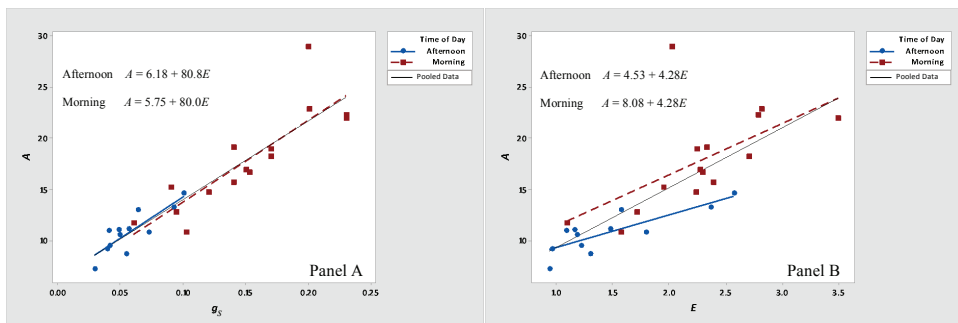 30
25
20
15
10
A
Afternoon A = 6.18 + 80.8E
Morning A = 5.75 + 80.0E
Panel A
0.00 0.05 0.10 0.15 0.20 0.25
gS
Time of Day
Afternoon
Morning
Pooled Data
30
25
20
15
10
A
Afternoon A = 4.53 + 4.28E
Morning A = 8.08 + 4.28E
Panel B
1.0 1.5 2.0 2.5 3.0 3.5
E
Time of Day
Afternoon
Morning
Pooled Data